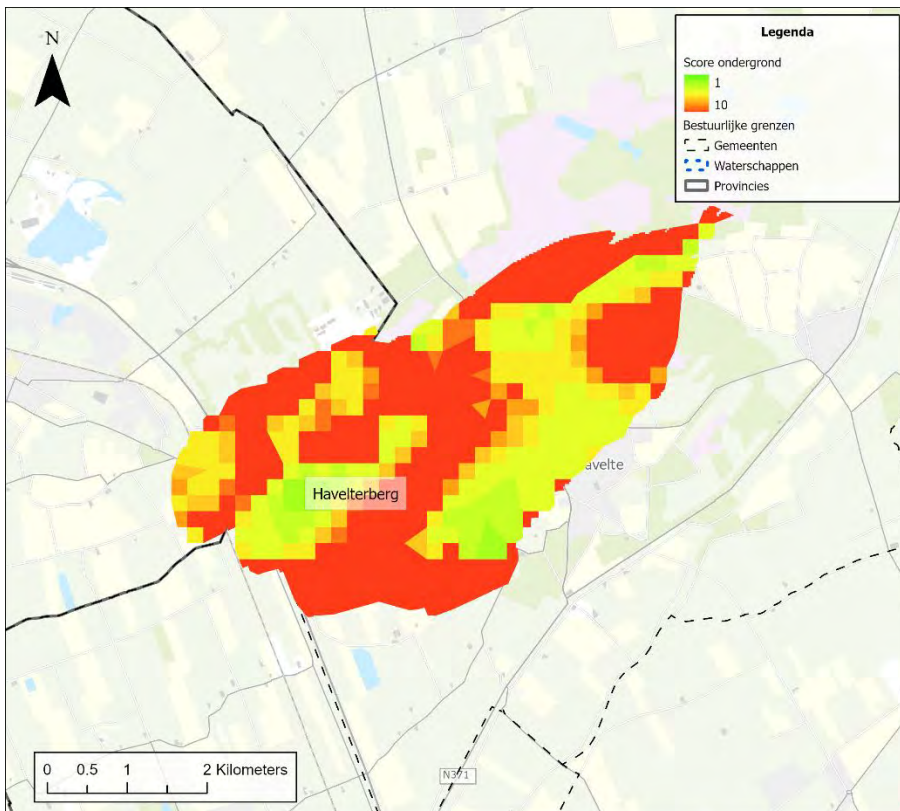 N
Legenda
Score ondergrond
1
10
Bestuurlijke grenzen
Gemeenten
Waterschappen
Provincies
avelte
Havelterberg
0 0.5 1 2 Kilometers
N371